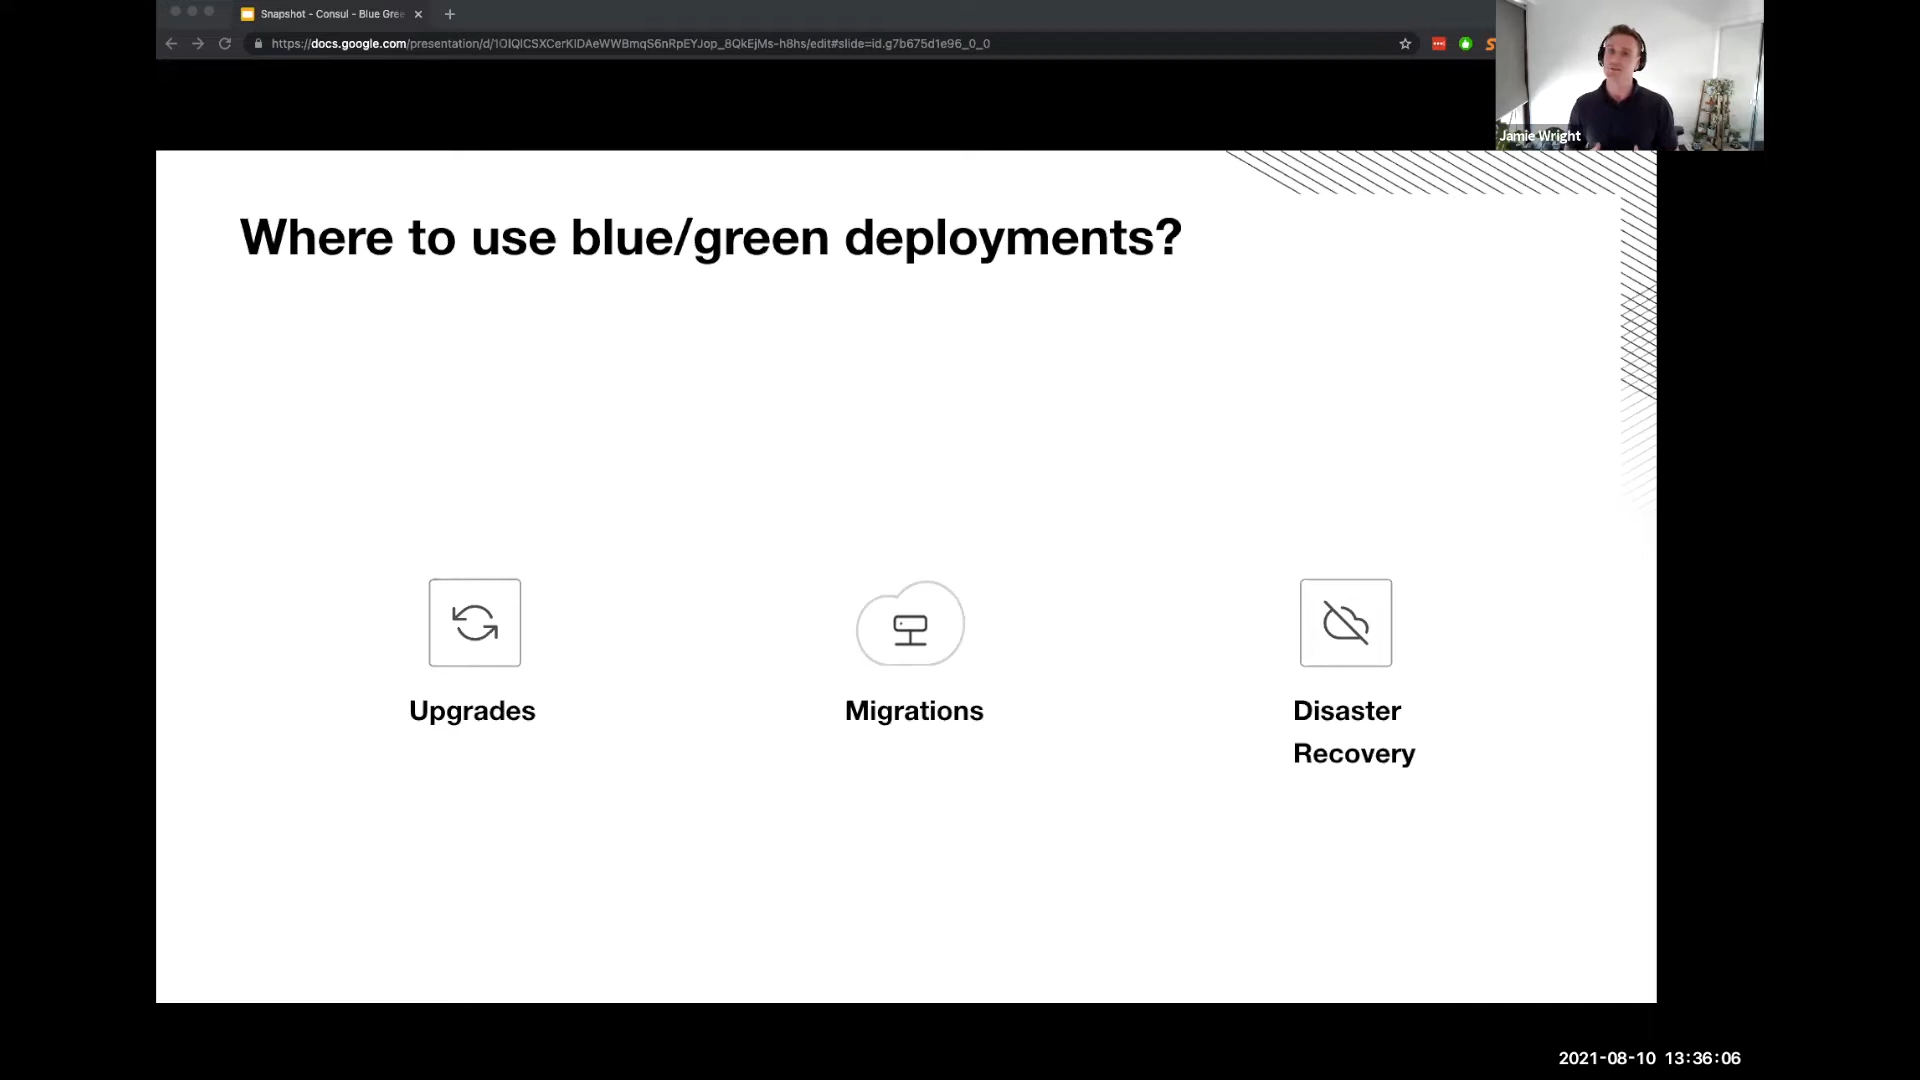 Snapshot - Consul - Blue Gree
https://docs.google.com/presentation/d/1OIQICSXCerKIDAeWWBmqS6nRpEYJop_8QkEjMs-h8hs/edit#slide=id.g7b675d1e96_0_0
Jamie Wright
Where to use blue/green deployments?
Upgrades
Migrations
Disaster
Recovery
2021-08-10 13:36:06